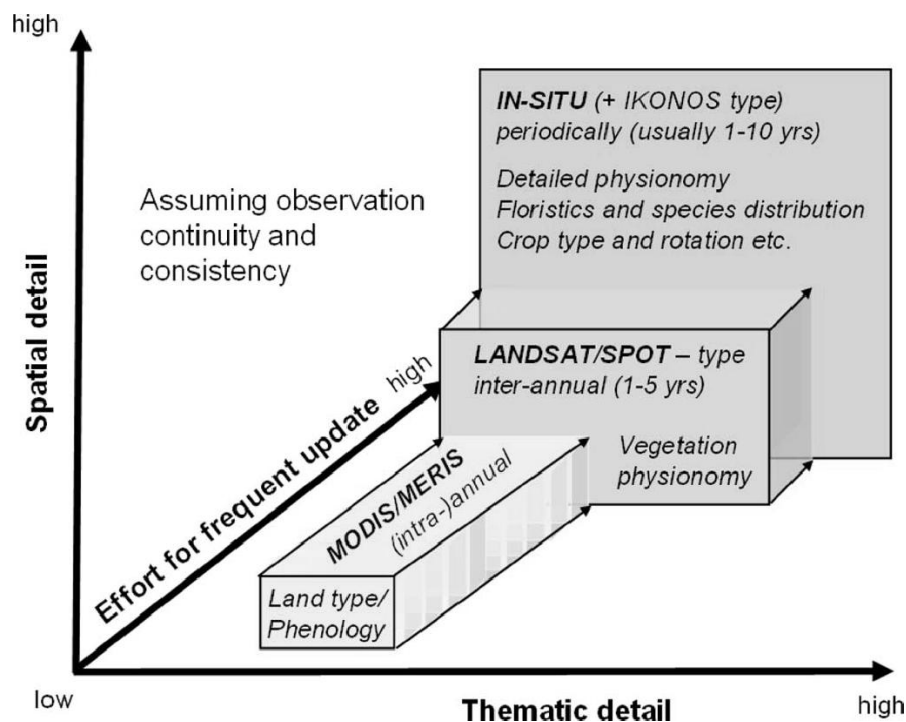 high
IN-SITU (+ IKONOS type)
periodically (usually 1-10 yrs)
Detailed physionomy
Floristics and species distribution
Crop type and rotation etc.
Assuming observation
continuity and
consistency
Spatial detail
LANDSAT/SPOT – type
inter-annual (1-5 yrs)
Vegetation
physionomy
high
Effort for frequent update
MODIS/MERIS
(intra-)annual
Land type/
Phenology
low
Thematic detail
high